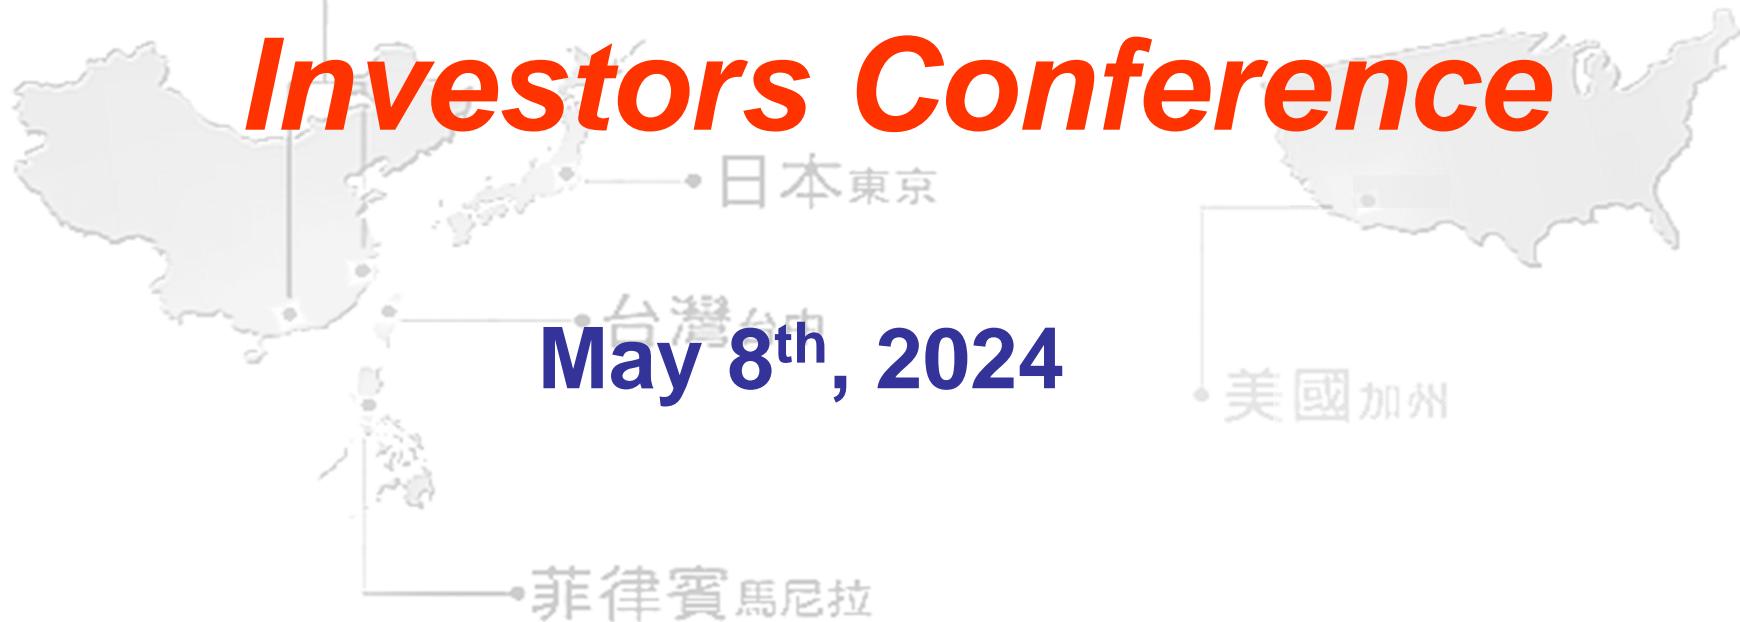 Investors Conference
日本東京
台灣台中
May 8th, 2024
美國加州
菲律賓馬尼拉